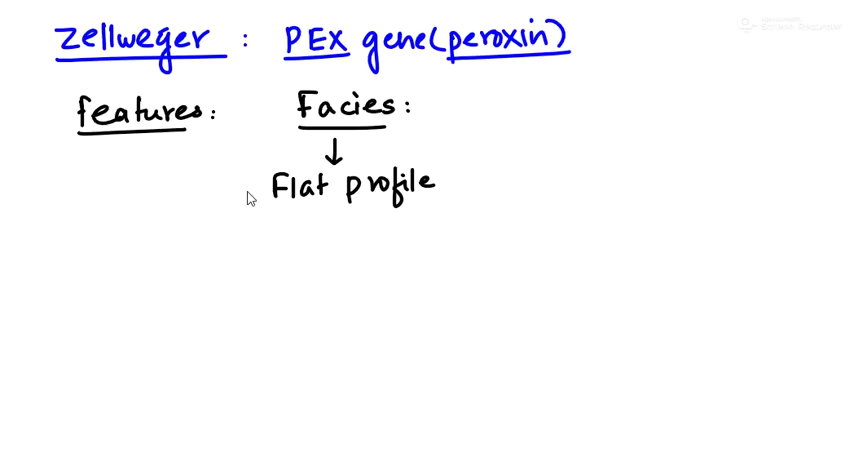 Zellweger : PEX gene (peroxin)
features : Facies :
↓
Flat profile